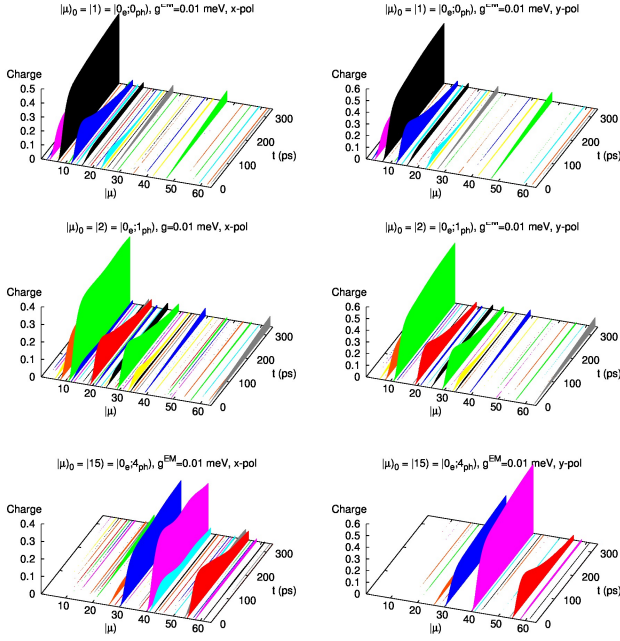 |μ)0 = |1) = |0e;0ph), gEM=0.01 meV, x-pol
Charge
0.5
0.4
0.3
0.2
0.1
0
10 20 30 40 50 60
|μ)
0
100
200
300
t (ps)
|μ)0 = |1) = |0e;0ph), gEM=0.01 meV, y-pol
Charge
0.6
0.5
0.4
0.3
0.2
0.1
0
10 20 30 40 50 60
|μ)
0
100
200
300
t (ps)
|μ)0 = |2) = |0e;1ph), g=0.01 meV, x-pol
Charge
0.4
0.3
0.2
0.1
0
10 20 30 40 50 60
|μ)
0
100
200
300
t (ps)
|μ)0 = |2) = |0e;1ph), gEM=0.01 meV, y-pol
Charge
0.6
0.5
0.4
0.3
0.2
0.1
0
10 20 30 40 50 60
|μ)
0
100
200
300
t (ps)
|μ)0 = |15) = |0e;4ph), gEM=0.01 meV, x-pol
Charge
0.4
0.3
0.2
0.1
0
10 20 30 40 50 60
|μ)
0
100
200
300
t (ps)
|μ)0 = |15) = |0e;4ph), gEM=0.01 meV, y-pol
Charge
0.6
0.5
0.4
0.3
0.2
0.1
0
10 20 30 40 50 60
|μ)
0
100
200
300
t (ps)